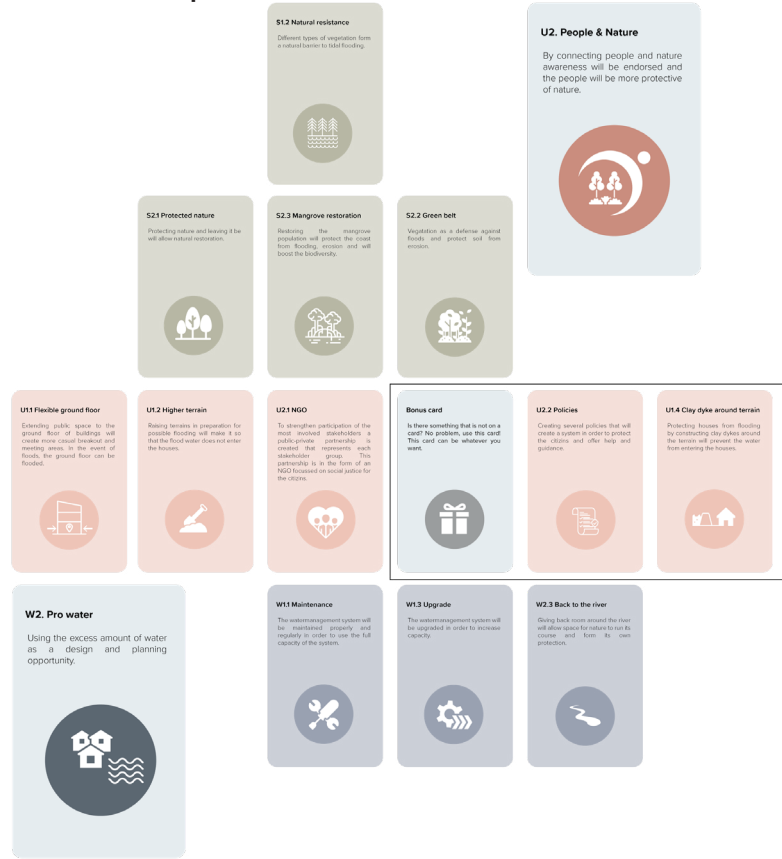 S1.2 Natural resistance
Different types of vegetation form
a natural barrier to tidal flooding.
U2. People & Nature
By connecting people and nature
awareness will be endorsed and
the people will be more protective
of nature.
S2.1 Protected nature
Protecting nature and leaving it be
will allow natural restoration.
S2.3 Mangrove restoration
Restoring the mangrove
population will protect the coast
from flooding, erosion and will
boost the biodiversity.
S2.2 Green belt
Vegetation as a defense against
floods and protect soil from
erosion.
U1.1 Flexible ground floor
Extending public space to the
ground floor of buildings will
create more casual breakout and
meeting areas. In the event of
floods, the ground floor can be
flooded.
U1.2 Higher terrain
Raising terrains in preparation for
possible flooding will make it so
that the flood water does not enter
the houses.
U2.1 NGO
To strengthen participation of the
most involved stakeholders a
public-private partnership is
created that represents each
stakeholder group. This
partnership is in the form of an
NGO focussed on social justice for
the citizins.
Bonus card
Is there something that is not on a
card? No problem, use this card!
This card can be whatever you
want.
U2.2 Policies
Creating several policies that will
create a system in order to protect
the citizins and offer help and
guidance.
U1.4 Clay dyke around terrain
Protecting houses from flooding
by constructing clay dykes around
the terrain will prevent the water
from entering the houses.
W2. Pro water
Using the excess amount of water
as a design and planning
opportunity.
W1.1 Maintenance
The watermanagement system will
be maintained properly and
regularly in order to use the full
capacity of the system.
W1.3 Upgrade
The watermanagement system will
be upgraded in order to increase
capacity.
W2.3 Back to the river
Giving back room around the river
will allow space for nature to run its
course and form its own
protection.